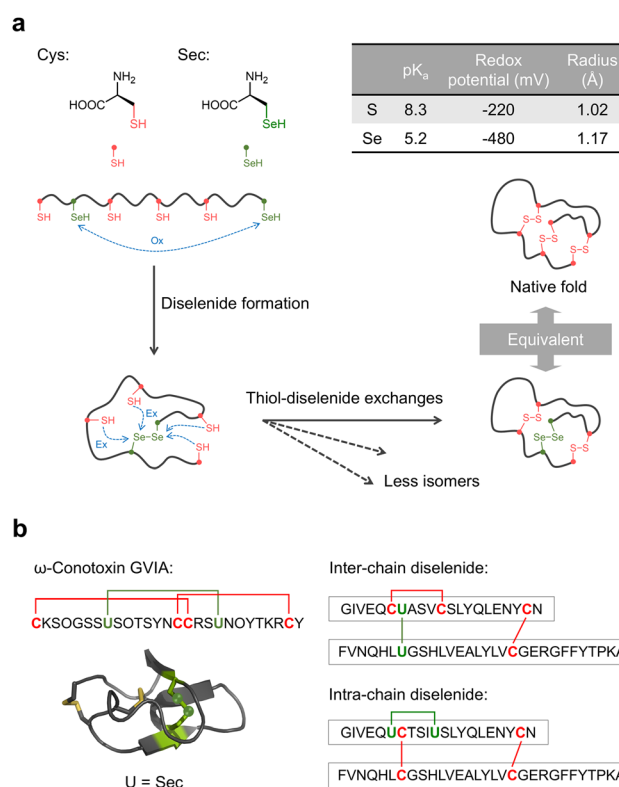 a
Cys:
Sec:
NH2
HOOC
SH
NH2
HOOC
SeH
SH
SeH
pKa
Redox potential (mV)
Radius (Å)
S 8.3 -220 1.02
Se 5.2 -480 1.17
SH SeH SH SH SH SeH
Ox
Diselenide formation
S–S
S–S
S–S
Native fold
Equivalent
SH
SH
Ex
SH
Se–Se
Ex
SH
Thiol-diselenide exchanges
Less isomers
S–S
Se–Se
S–S
b
ω-Conotoxin GVIA:
CKSOGSSUSOTSYNCCRSUNOYTKRCY
U = Sec
Inter-chain diselenide:
GIVEQCUASVCSLYQLENYCN
FVNQHLUGSHLVEALYLVCGERGFFYTPKA
Intra-chain diselenide:
GIVEQUCTSIUSLYQLENYCN
FVNQHLCGSHLVEALYLVCGERGFFYTPKA